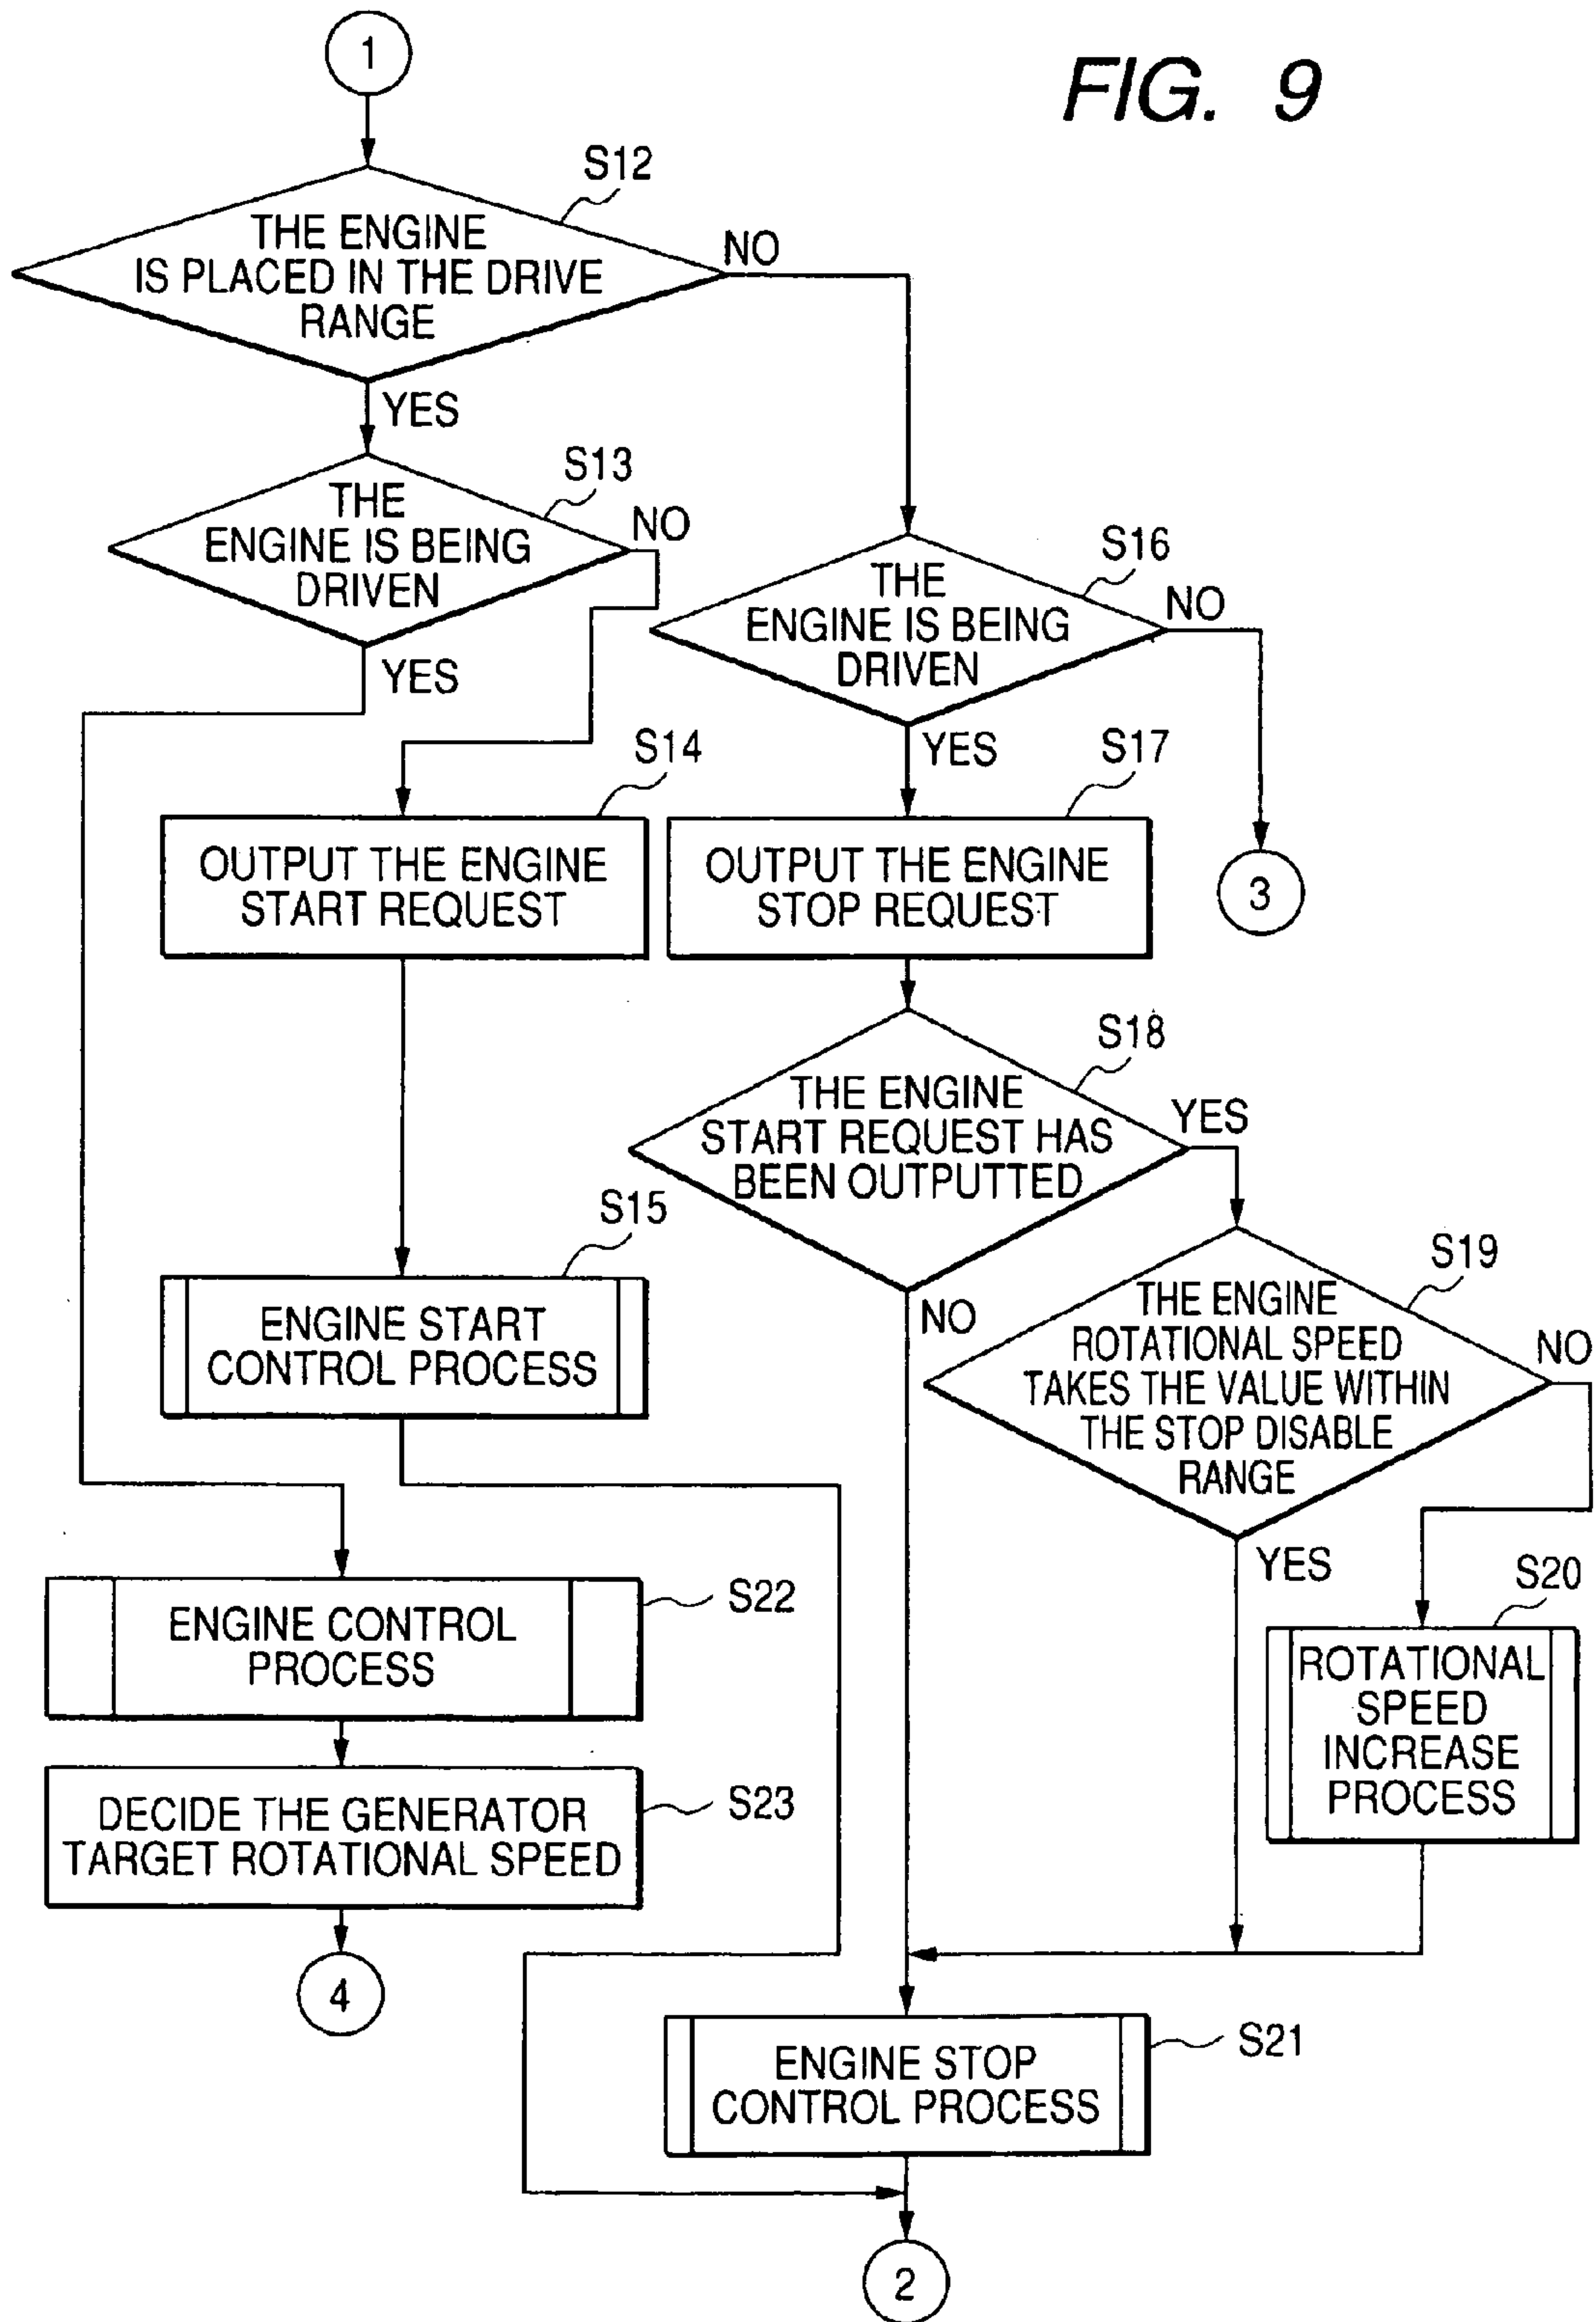 FIG. 9
1
S12
THE ENGINE
IS PLACED IN THE DRIVE
RANGE
NO
YES
S13
THE
ENGINE IS BEING
DRIVEN
NO
YES
S16
THE
ENGINE IS BEING
DRIVEN
NO
YES
S14
OUTPUT THE ENGINE
START REQUEST
S17
OUTPUT THE ENGINE
STOP REQUEST
3
S18
THE ENGINE
START REQUEST HAS
BEEN OUTPUTTED
YES
NO
S15
ENGINE START
CONTROL PROCESS
S19
THE ENGINE
ROTATIONAL SPEED
TAKES THE VALUE WITHIN
THE STOP DISABLE
RANGE
NO
YES
S20
ROTATIONAL
SPEED
INCREASE
PROCESS
S22
ENGINE CONTROL
PROCESS
S23
DECIDE THE GENERATOR
TARGET ROTATIONAL SPEED
4
S21
ENGINE STOP
CONTROL PROCESS
2